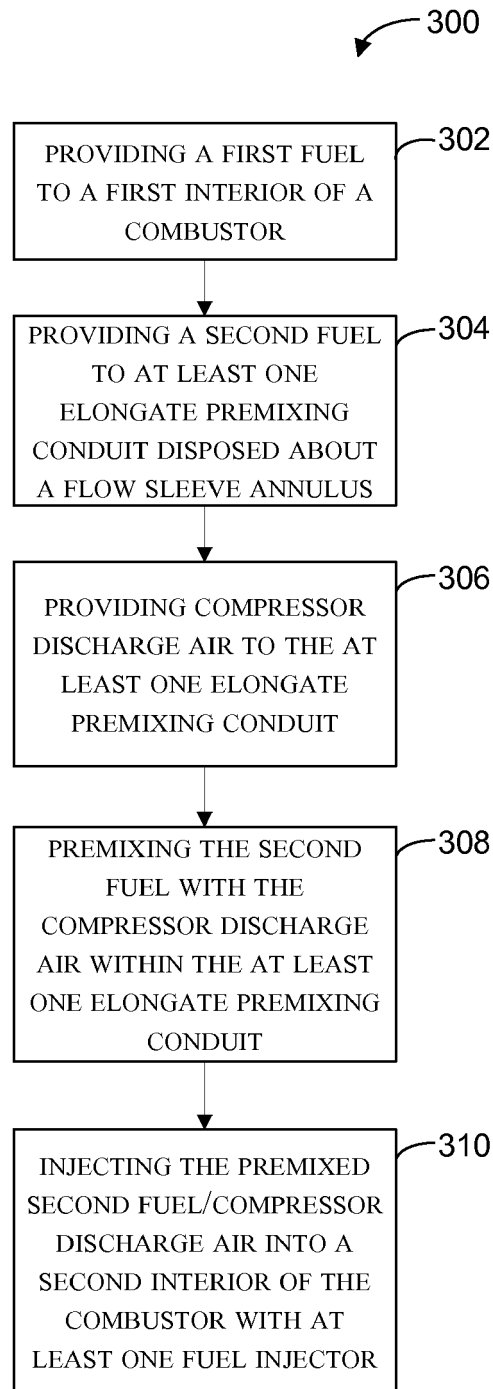 300
302
PROVIDING A FIRST FUEL
TO A FIRST INTERIOR OF A
COMBUSTOR
304
PROVIDING A SECOND FUEL
TO AT LEAST ONE
ELONGATE PREMIXING
CONDUIT DISPOSED ABOUT
A FLOW SLEEVE ANNULUS
306
PROVIDING COMPRESSOR
DISCHARGE AIR TO THE AT
LEAST ONE ELONGATE
PREMIXING CONDUIT
308
PREMIXING THE SECOND
FUEL WITH THE
COMPRESSOR DISCHARGE
AIR WITHIN THE AT LEAST
ONE ELONGATE PREMIXING
CONDUIT
310
INJECTING THE PREMIXED
SECOND FUEL/COMPRESSOR
DISCHARGE AIR INTO A
SECOND INTERIOR OF THE
COMBUSTOR WITH AT
LEAST ONE FUEL INJECTOR